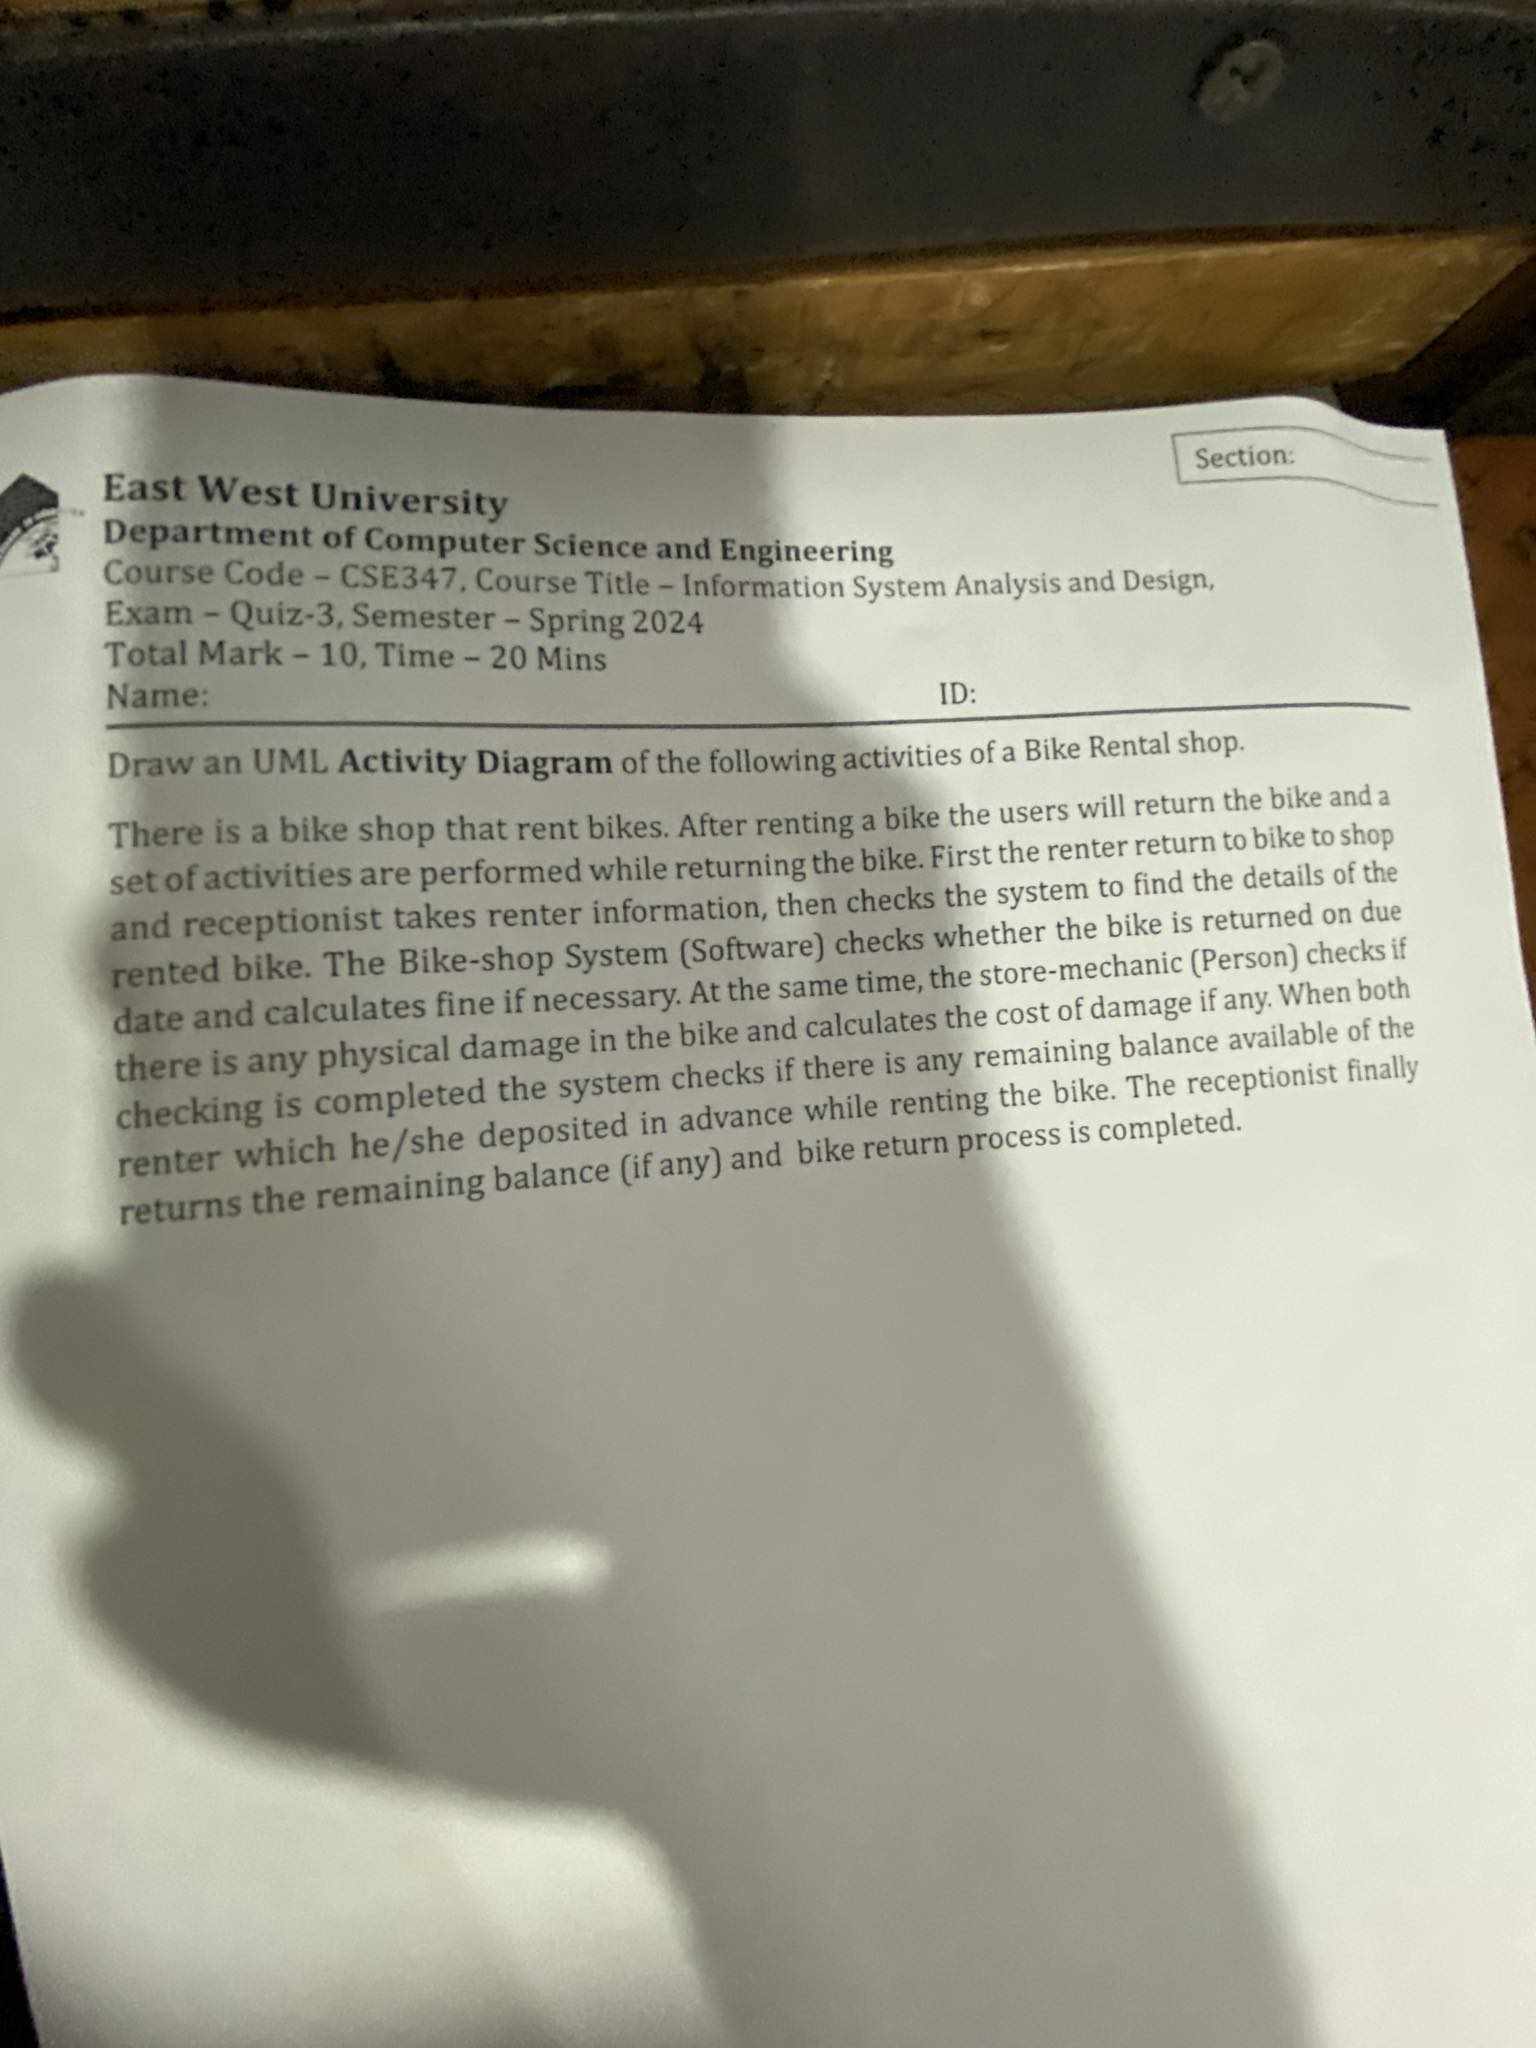 Section:
East West University
Department of Computer Science and Engineering
Course Code – CSE347, Course Title – Information System Analysis and Design,
Exam – Quiz-3, Semester – Spring 2024
Total Mark – 10, Time – 20 Mins
Name: ID:
Draw an UML Activity Diagram of the following activities of a Bike Rental shop.
There is a bike shop that rent bikes. After renting a bike the users will return the bike and a
set of activities are performed while returning the bike. First the renter return to bike to shop
and receptionist takes renter information, then checks the system to find the details of the
rented bike. The Bike-shop System (Software) checks whether the bike is returned on due
date and calculates fine if necessary. At the same time, the store-mechanic (Person) checks if
there is any physical damage in the bike and calculates the cost of damage if any. When both
checking is completed the system checks if there is any remaining balance available of the
renter which he/she deposited in advance while renting the bike. The receptionist finally
returns the remaining balance (if any) and bike return process is completed.